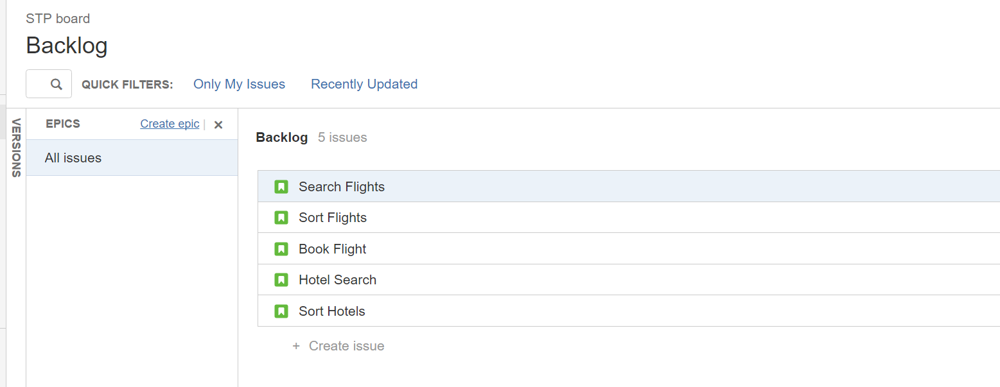 STP board
Backlog
QUICK FILTERS: Only My Issues Recently Updated
VERSIONS
EPICS Create epic |
All issues
Backlog 5 issues
Search Flights
Sort Flights
Book Flight
Hotel Search
Sort Hotels
+ Create issue